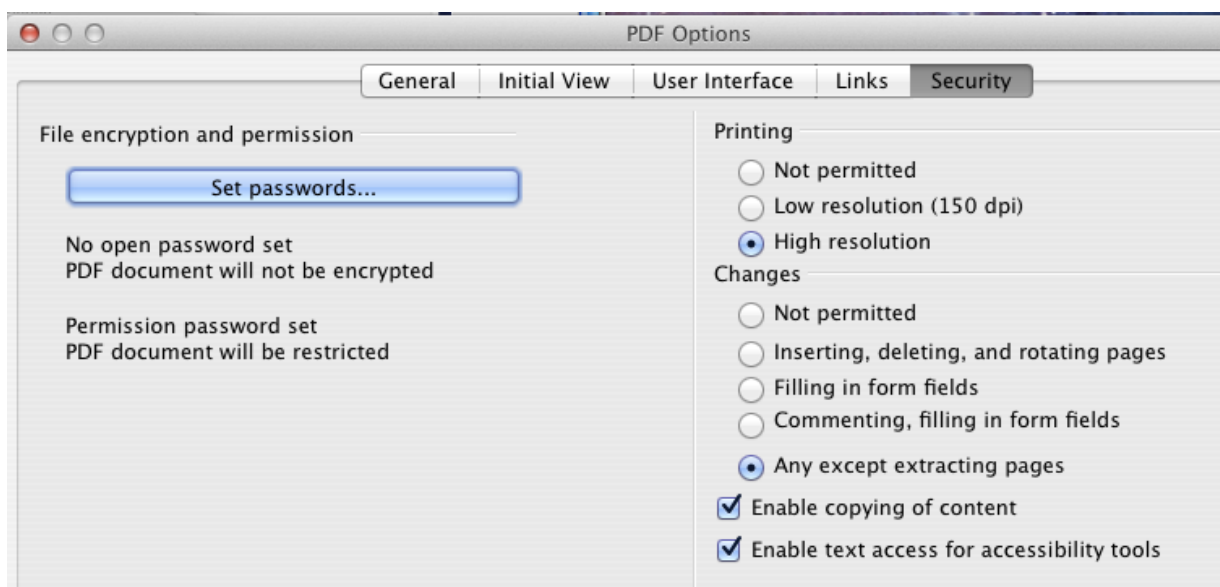 PDF Options
General
Initial View
User Interface
Links
Security
File encryption and permission
Set passwords...
No open password set
PDF document will not be encrypted
Permission password set
PDF document will be restricted
Printing
Not permitted
Low resolution (150 dpi)
High resolution
Changes
Not permitted
Inserting, deleting, and rotating pages
Filling in form fields
Commenting, filling in form fields
Any except extracting pages
Enable copying of content
Enable text access for accessibility tools